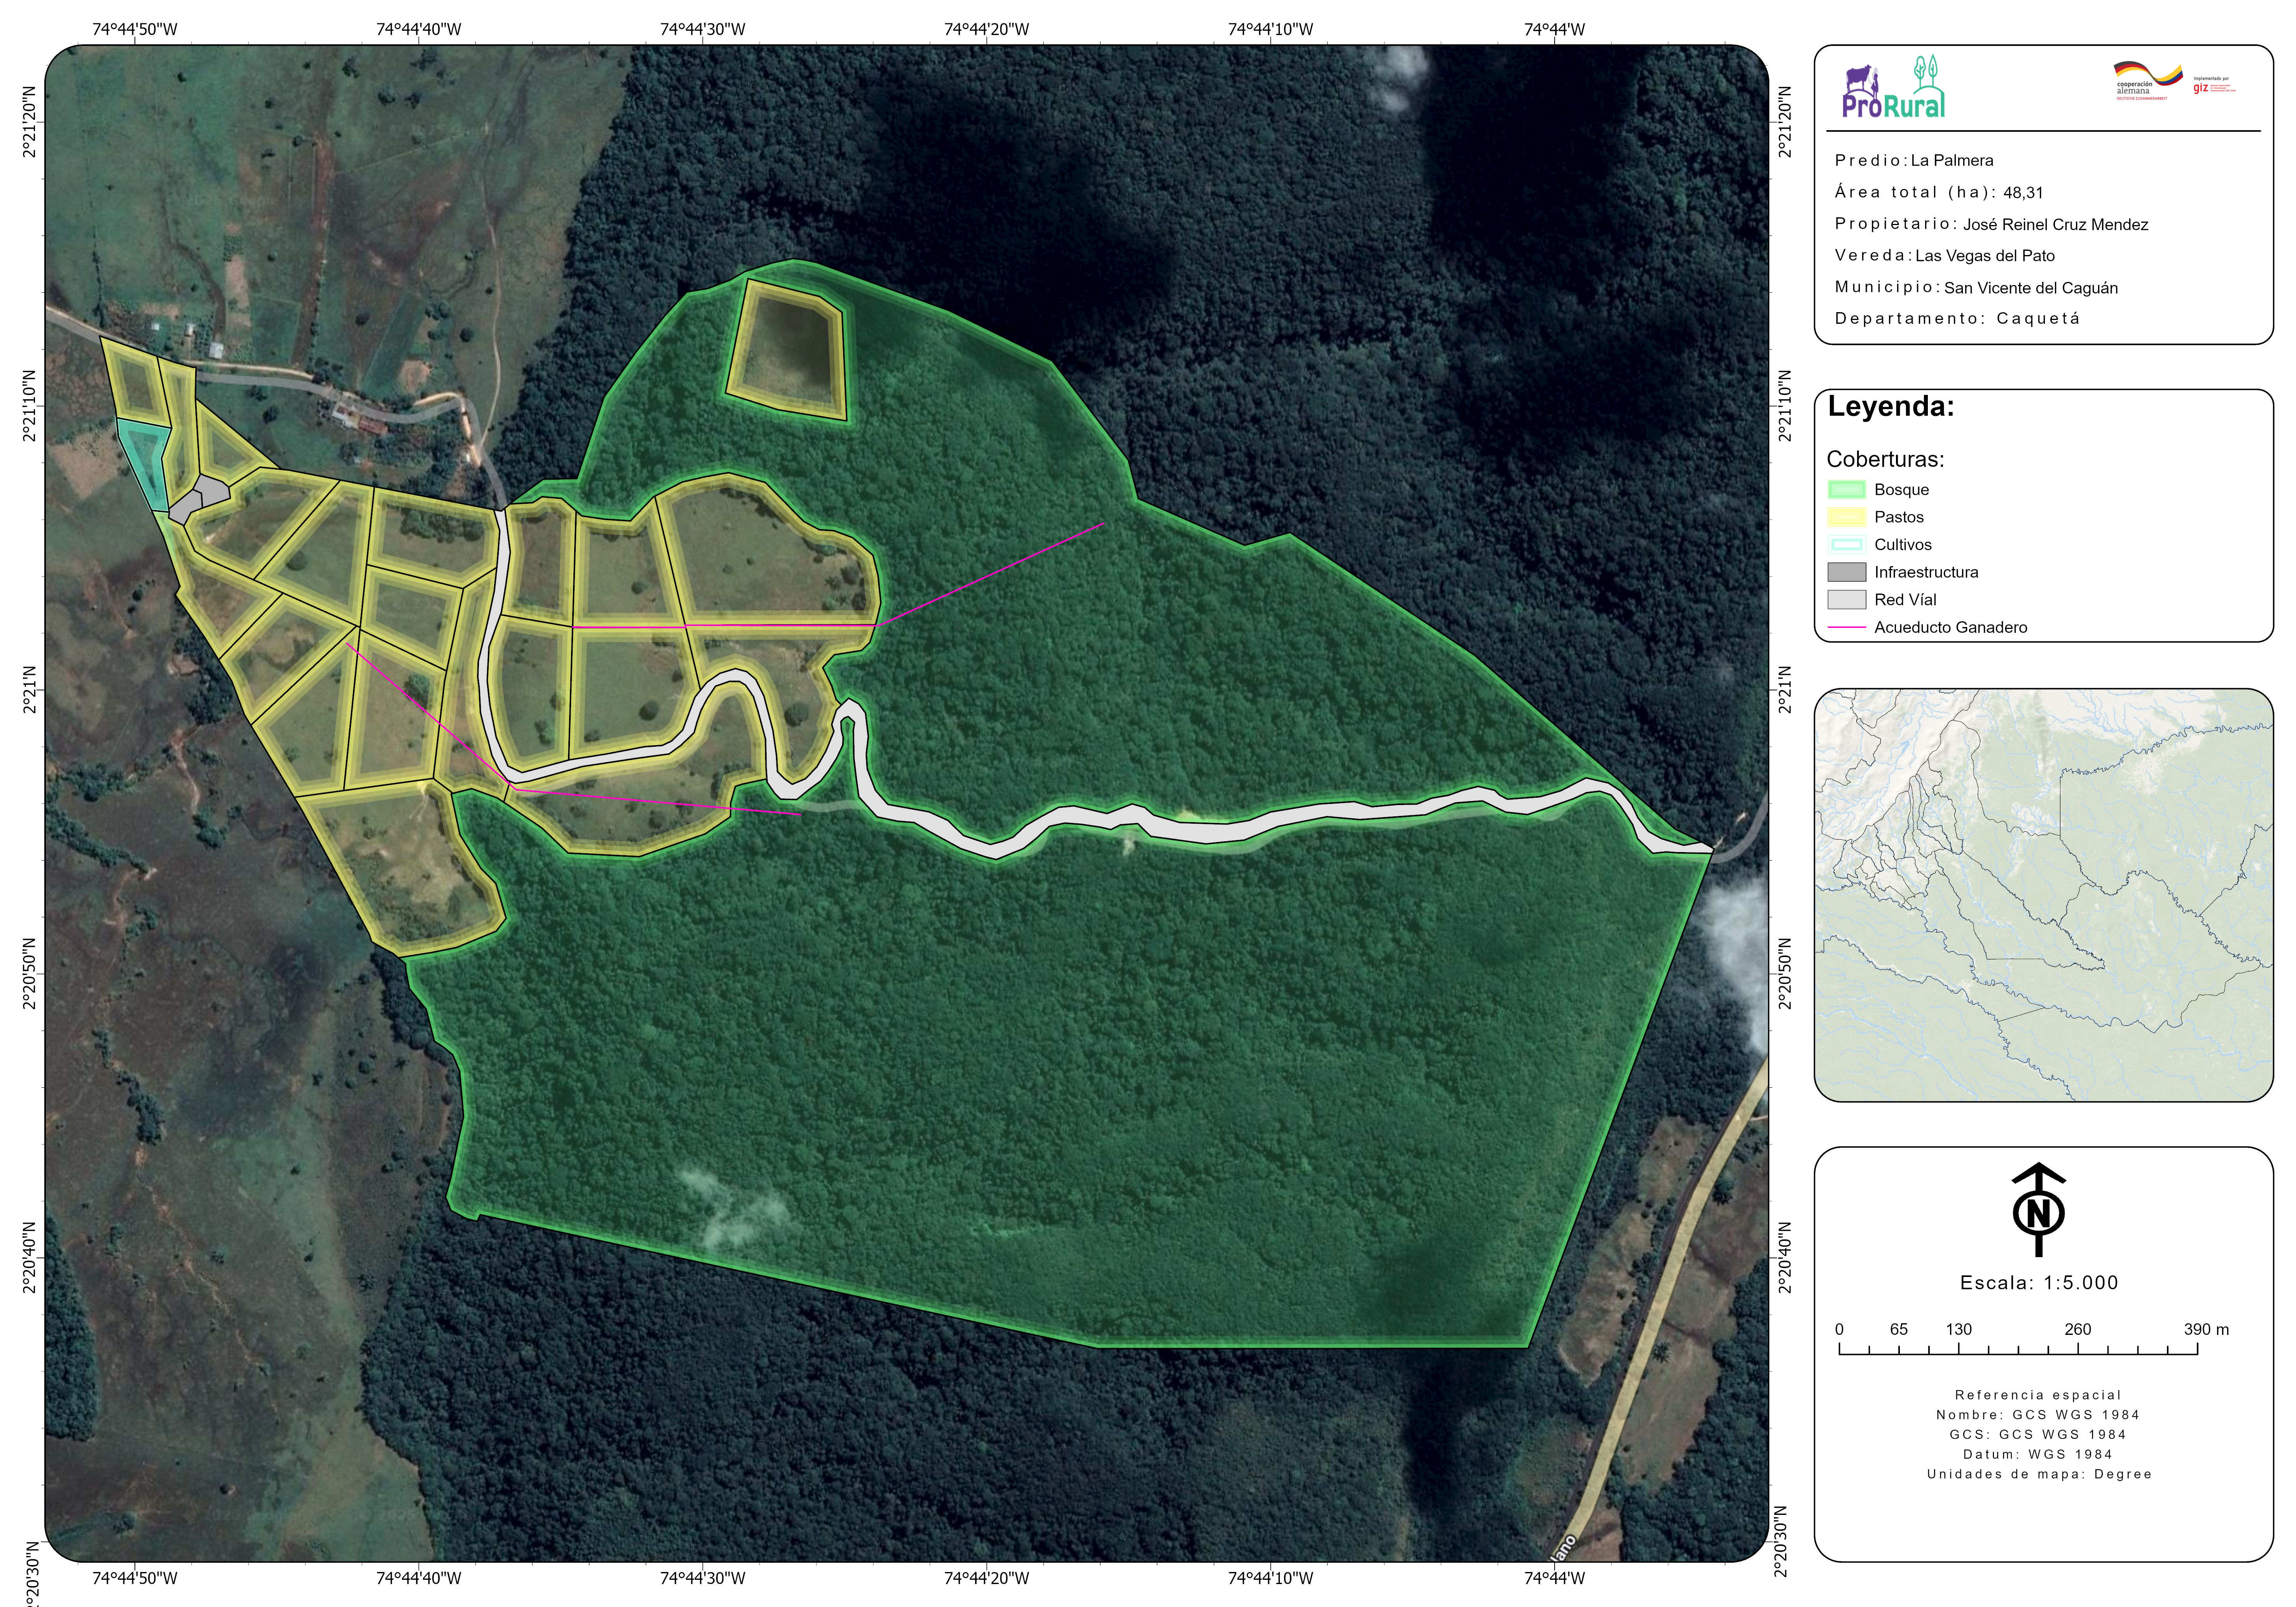 74°44'50"W 74°44'40"W 74°44'30"W 74°44'20"W 74°44'10"W 74°44'W
2°21'20"N
2°21'10"N
2°21'N
2°20'50"N
2°20'40"N
2°20'30"N
lano
2°21'20"N
2°21'10"N
2°21'N
2°20'50"N
2°20'40"N
2°20'30"N
74°44'50"W 74°44'40"W 74°44'30"W 74°44'20"W 74°44'10"W 74°44'W
ProRural
cooperación
alemana
DEUTSCHE ZUSAMMENARBEIT
Implementada por
giz
Predio: La Palmera
Área total (ha): 48,31
Propietario: José Reinel Cruz Mendez
Vereda: Las Vegas del Pato
Municipio: San Vicente del Caguán
Departamento: Caquetá
Leyenda:
Coberturas:
Bosque
Pastos
Cultivos
Infraestructura
Red Víal
Acueducto Ganadero
N
Escala: 1:5.000
0 65 130 260 390 m
Referencia espacial
Nombre: GCS WGS 1984
GCS: GCS WGS 1984
Datum: WGS 1984
Unidades de mapa: Degree